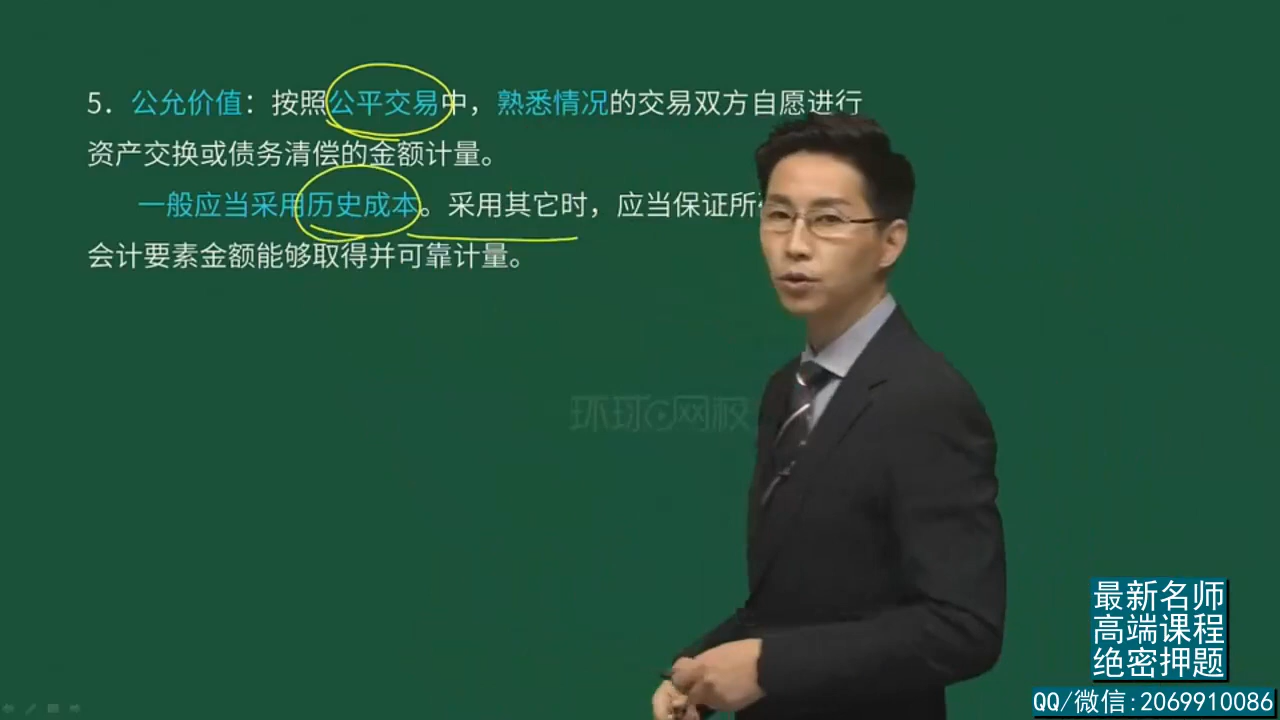 5. 公允价值：按照公平交易中，熟悉情况的交易双方自愿进行
资产交换或债务清偿的金额计量。
一般应当采用历史成本。采用其它时，应当保证所
会计要素金额能够取得并可靠计量。
环球网校
最新名师
高端课程
绝密押题
QQ/微信:2069910086